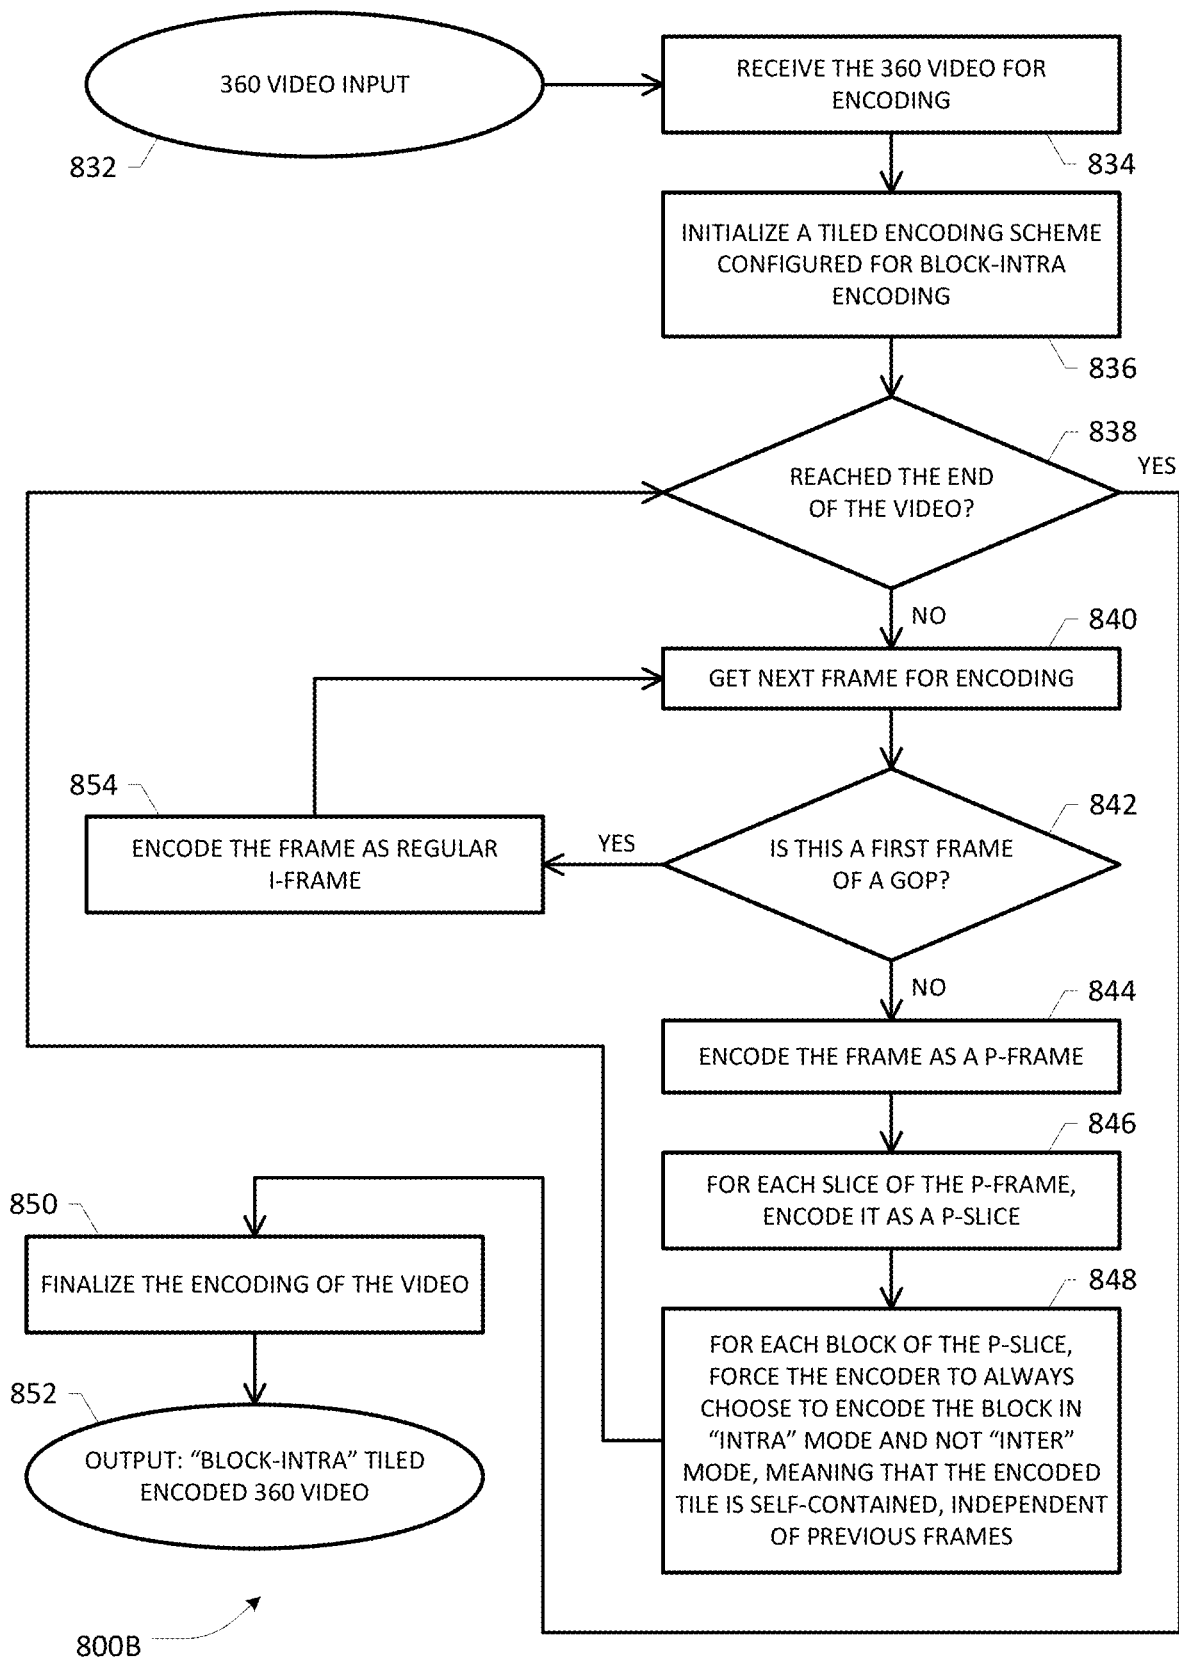 360 VIDEO INPUT
832
RECEIVE THE 360 VIDEO FOR
ENCODING
834
INITIALIZE A TILED ENCODING SCHEME
CONFIGURED FOR BLOCK-INTRA
ENCODING
836
838
YES
REACHED THE END
OF THE VIDEO?
NO
840
GET NEXT FRAME FOR ENCODING
854
ENCODE THE FRAME AS REGULAR
I-FRAME
YES
842
IS THIS A FIRST FRAME
OF A GOP?
NO
844
ENCODE THE FRAME AS A P-FRAME
846
FOR EACH SLICE OF THE P-FRAME,
ENCODE IT AS A P-SLICE
848
FOR EACH BLOCK OF THE P-SLICE,
FORCE THE ENCODER TO ALWAYS
CHOOSE TO ENCODE THE BLOCK IN
“INTRA” MODE AND NOT “INTER”
MODE, MEANING THAT THE ENCODED
TILE IS SELF-CONTAINED, INDEPENDENT
OF PREVIOUS FRAMES
850
FINALIZE THE ENCODING OF THE VIDEO
852
OUTPUT: “BLOCK-INTRA” TILED
ENCODED 360 VIDEO
800B